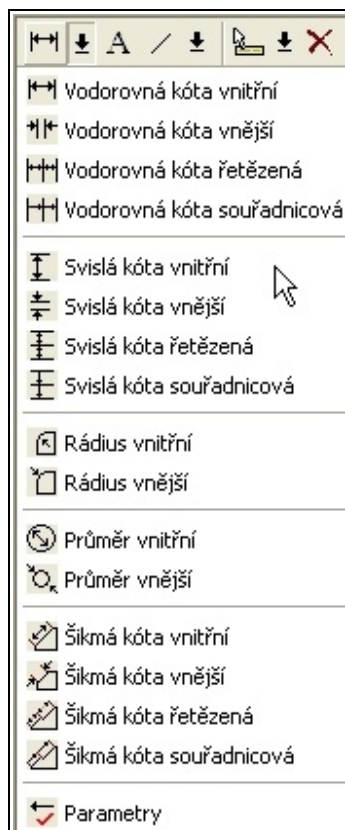 A
Vodorovná kóta vnitřní
Vodorovná kóta vnější
Vodorovná kóta řetězená
Vodorovná kóta souřadnicová
Svislá kóta vnitřní
Svislá kóta vnější
Svislá kóta řetězená
Svislá kóta souřadnicová
Rádius vnitřní
Rádius vnější
Průměr vnitřní
Průměr vnější
Šikmá kóta vnitřní
Šikmá kóta vnější
Šikmá kóta řetězená
Šikmá kóta souřadnicová
Parametry